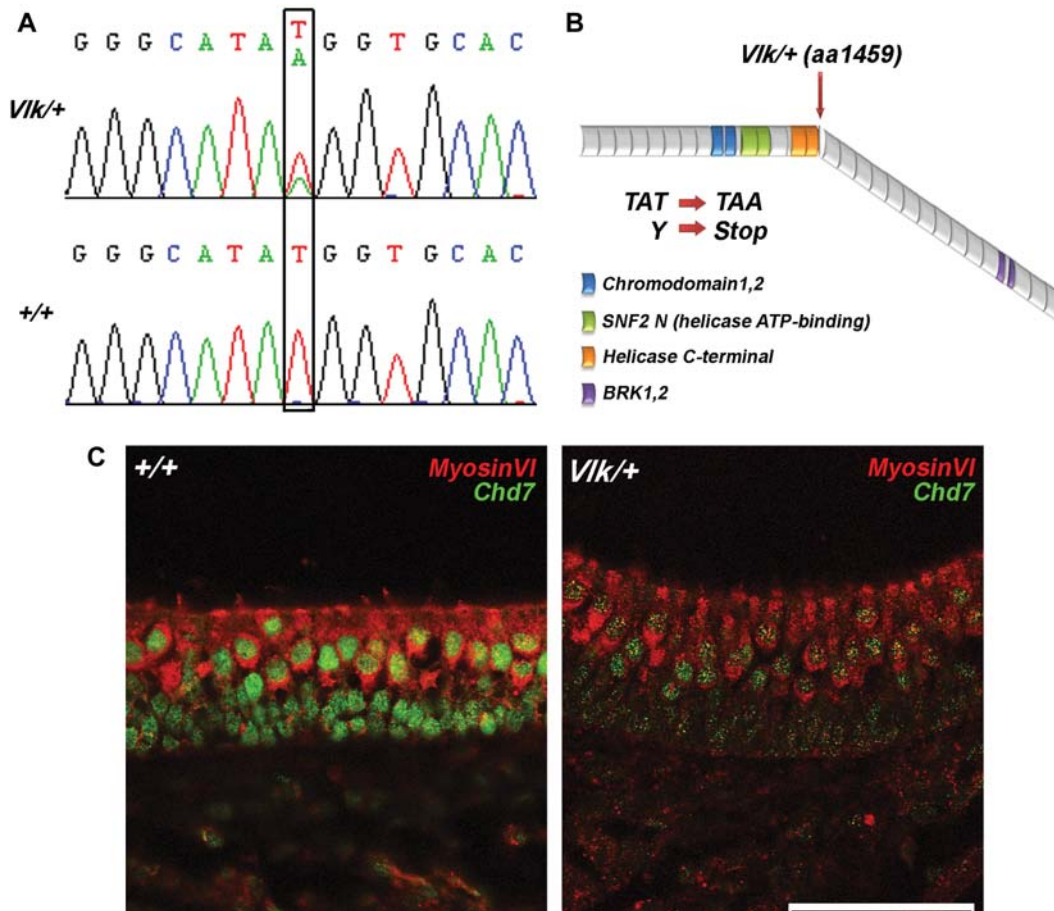 A
G G G C A T A T G G T G C A C
A
Vlk/+
G G G C A T A T G G T G C A C
+/+
B
Vlk/+ (aa1459)
TAT TAA
Y Stop
Chromodomain1,2
SNF2 N (helicase ATP-binding)
Helicase C-terminal
BRK1,2
C
+/+
MyosinVI
Chd7
Vlk/+
MyosinVI
Chd7